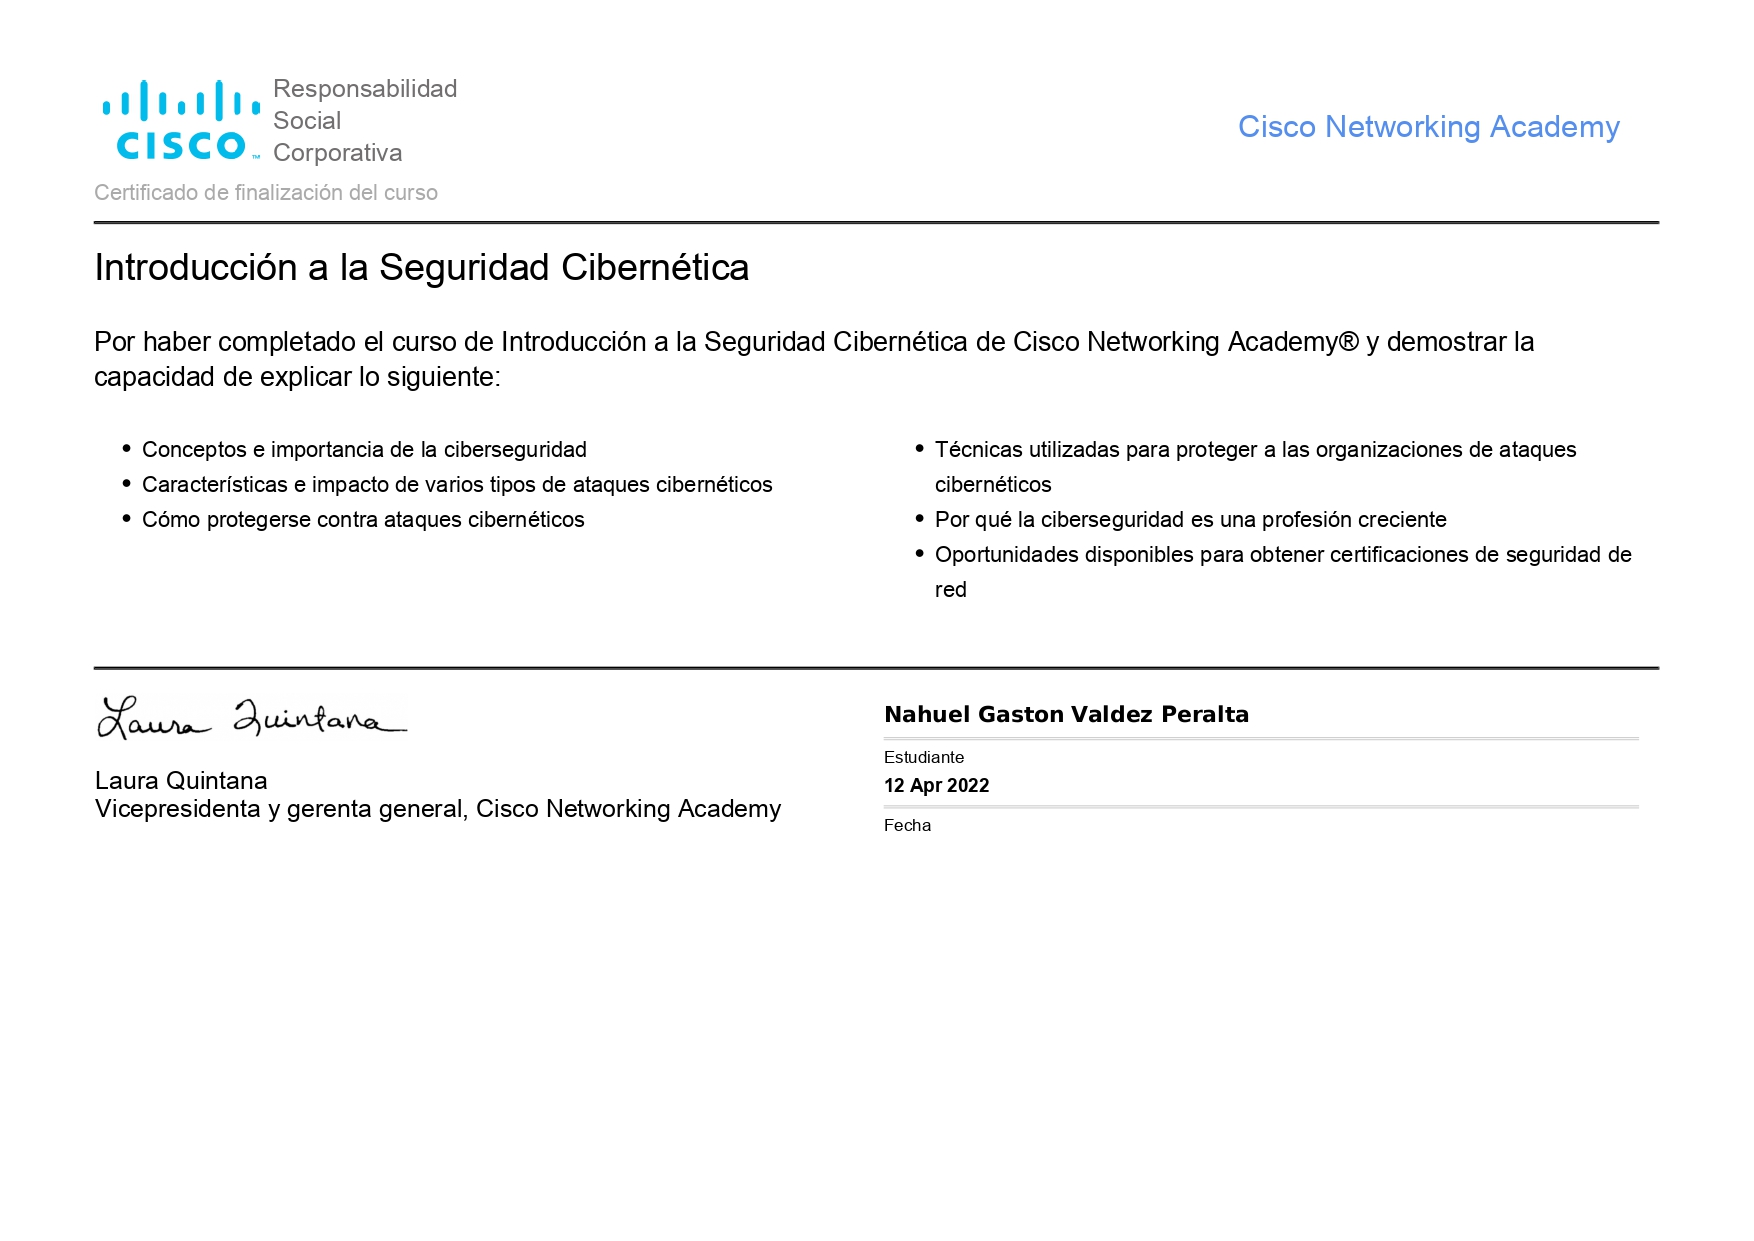 CISCO™
Responsabilidad
Social
Corporativa
Cisco Networking Academy
Certificado de finalización del curso
Introducción a la Seguridad Cibernética
Por haber completado el curso de Introducción a la Seguridad Cibernética de Cisco Networking Academy® y demostrar la
capacidad de explicar lo siguiente:
• Conceptos e importancia de la ciberseguridad
• Características e impacto de varios tipos de ataques cibernéticos
• Cómo protegerse contra ataques cibernéticos
• Técnicas utilizadas para proteger a las organizaciones de ataques
cibernéticos
• Por qué la ciberseguridad es una profesión creciente
• Oportunidades disponibles para obtener certificaciones de seguridad de
red
Laura Quintana
Laura Quintana
Vicepresidenta y gerenta general, Cisco Networking Academy
Nahuel Gaston Valdez Peralta
Estudiante
12 Apr 2022
Fecha